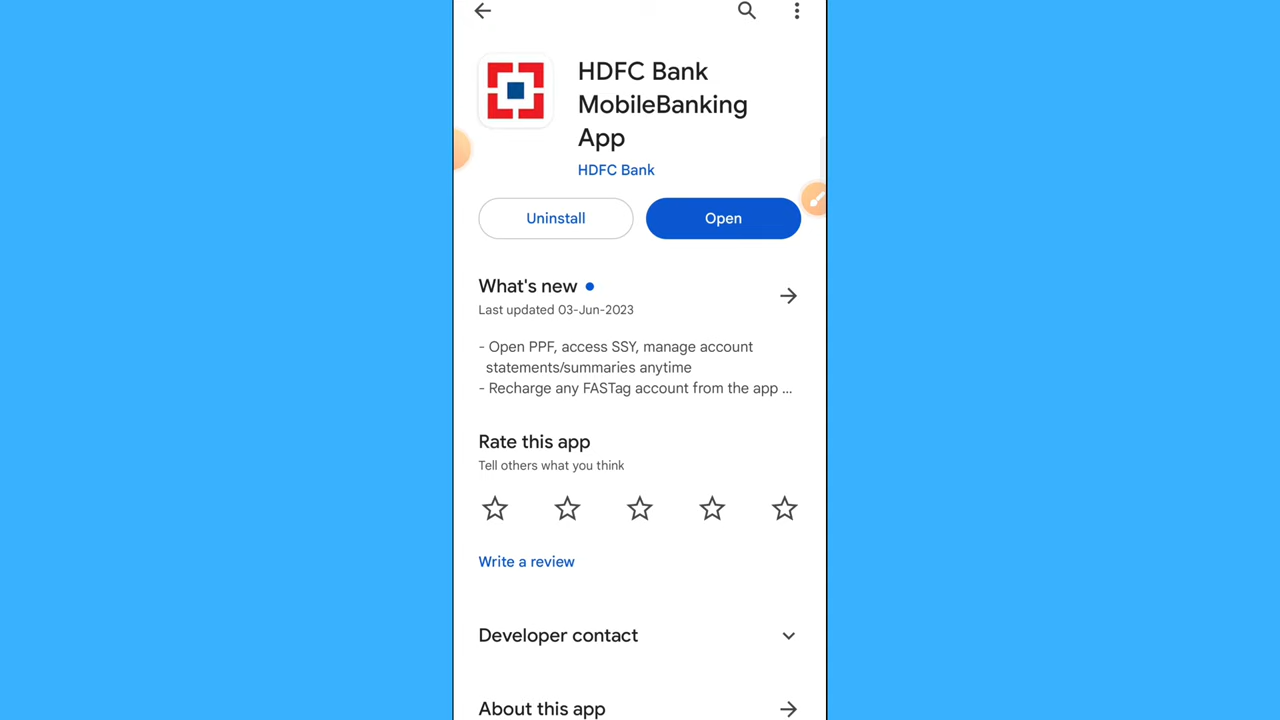 HDFC Bank
MobileBanking
App
HDFC Bank
Uninstall
Open
What's new
Last updated 03-Jun-2023
- Open PPF, access SSY, manage account
statements/summaries anytime
- Recharge any FASTag account from the app ...
Rate this app
Tell others what you think
Write a review
Developer contact
About this app